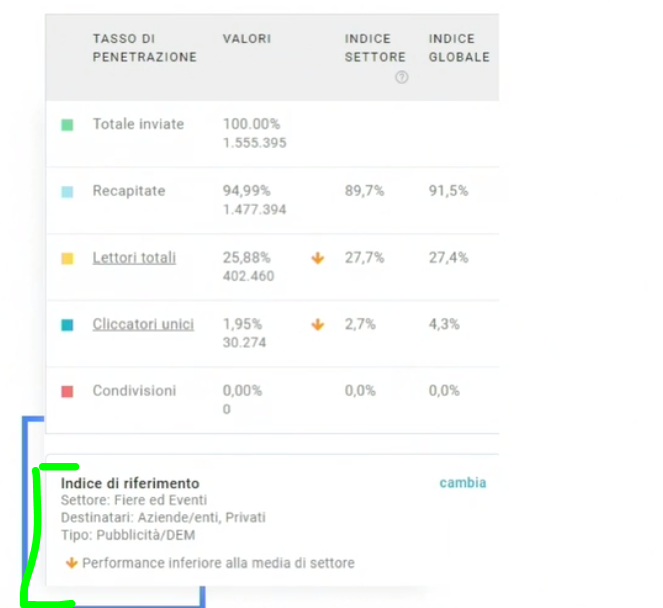 TASSO DI PENETRAZIONE VALORI INDICE SETTORE ? INDICE GLOBALE
Totale inviate 100.00%
1.555.395
Recapitate 94,99% 89,7% 91,5%
1.477.394
Lettori totali 25,88% 27,7% 27,4%
402.460
Cliccatori unici 1,95% 2,7% 4,3%
30.274
Condivisioni 0,00% 0,0% 0,0%
0
Indice di riferimento cambia
Settore: Fiere ed Eventi
Destinatari: Aziende/enti, Privati
Tipo: Pubblicità/DEM
Performance inferiore alla media di settore